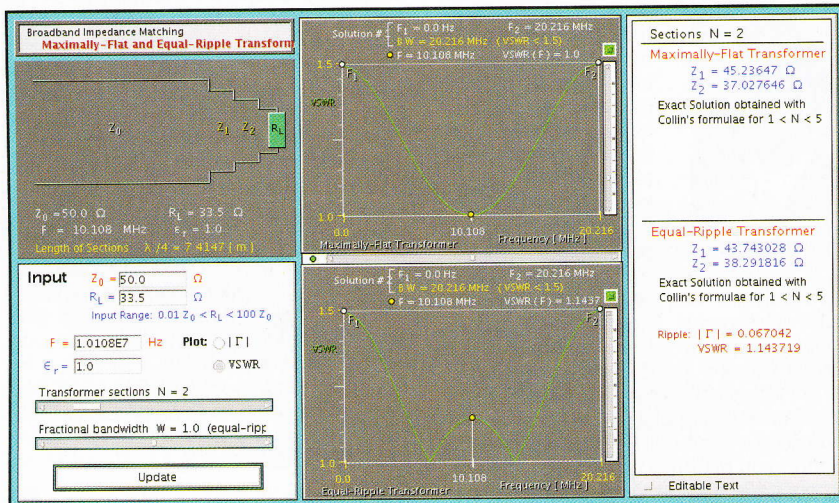 Broadband Impedance Matching
Maximally-Flat and Equal-Ripple Transform
Z0
Z1
Z2
RL
Z0 =50.0 Ω RL = 33.5 Ω
F = 10.108 MHz εr = 1.0
Length of Sections λ /4 = 7.4147 [ m ]
Input
Z0 = 50.0 Ω
RL = 33.5 Ω
Input Range: 0.01 Z0 < RL < 100 Z0
F = 1.0108E7 Hz Plot: | Γ |
εr = 1.0 VSWR
Transformer sections N = 2
Fractional bandwidth W = 1.0 (equal-ripp
Update
Solution # F1 = 0.0 Hz F2 = 20.216 MHz
B W = 20.216 MHz ( VSWR < 1.5)
F = 10.108 MHz VSWR ( F ) = 1.0
1.5
F1
F2
VSWR
1.0
0.0
10.108
20.216
Maximally-Flat Transformer
Frequency [ MHz ]
Solution # F1 = 0.0 Hz F2 = 20.216 MHz
B W = 20.216 MHz ( VSWR < 1.5)
F = 10.108 MHz VSWR ( F ) = 1.1437
1.5
F1
F2
VSWR
1.0
0.0
10.108
20.216
Equal-Ripple Transformer
Frequency [ MHz ]
Sections N = 2
Maximally-Flat Transformer
Z1 = 45.23647 Ω
Z2 = 37.027646 Ω
Exact Solution obtained with
Collin's formulae for 1 < N < 5
Equal-Ripple Transformer
Z1 = 43.743028 Ω
Z2 = 38.291816 Ω
Exact Solution obtained with
Collin's formulae for 1 < N < 5
Ripple: | Γ | = 0.067042
VSWR = 1.143719
Editable Text